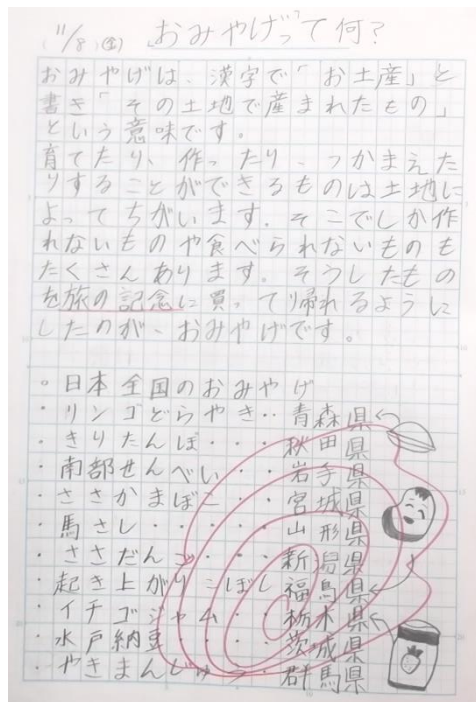 11/8(金) 「おみやげ」って何?
おみやげは、漢字で「お土産」と
書き「その土地で産まれたもの」
という意味です。
育てたり、作ったり、つかまえた
りすることができるものは土地に
よってちがいます。そこでしか作
れないものや食べられないものも
たくさんあります。そうしたもの
を旅の記念に買って帰れるように
したのが、おみやげです。
。日本全国のおみやげ
・リンゴどらやき・・青森県
・きりたんぽ・・・秋田県
・南部せんべい・・岩手県
・ささかまぼこ・・宮城県
・馬さし・・・・・山形県
・ささだんご・・・新潟県
・起き上がりこぼし福島県
・イチゴジャム・・栃木県
・水戸納豆・・・茨城県
・やきまんじゅう・群馬県